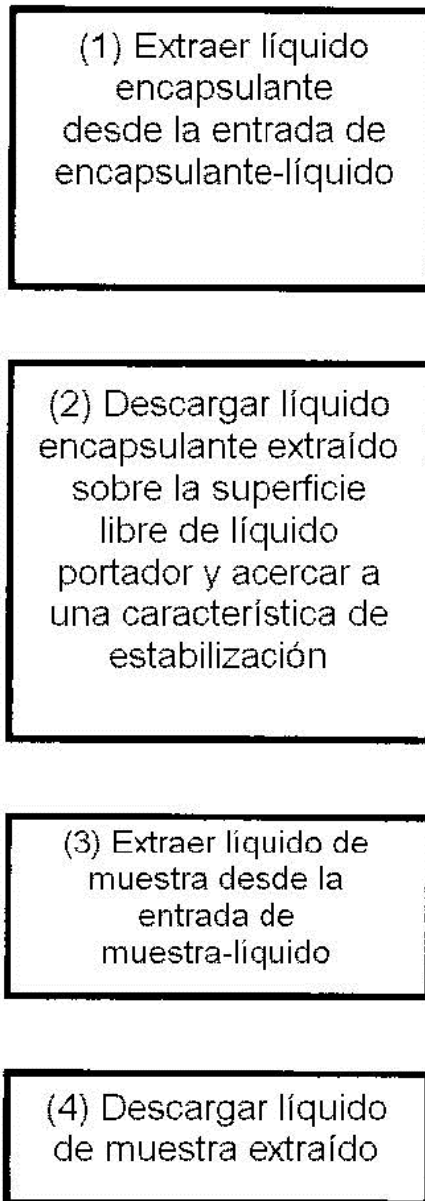 (1) Extraer líquido
encapsulante
desde la entrada de
encapsulante-líquido
(2) Descargar líquido
encapsulante extraído
sobre la superficie
libre de líquido
portador y acercar a
una característica de
estabilización
(3) Extraer líquido de
muestra desde la
entrada de
muestra-líquido
(4) Descargar líquido
de muestra extraído